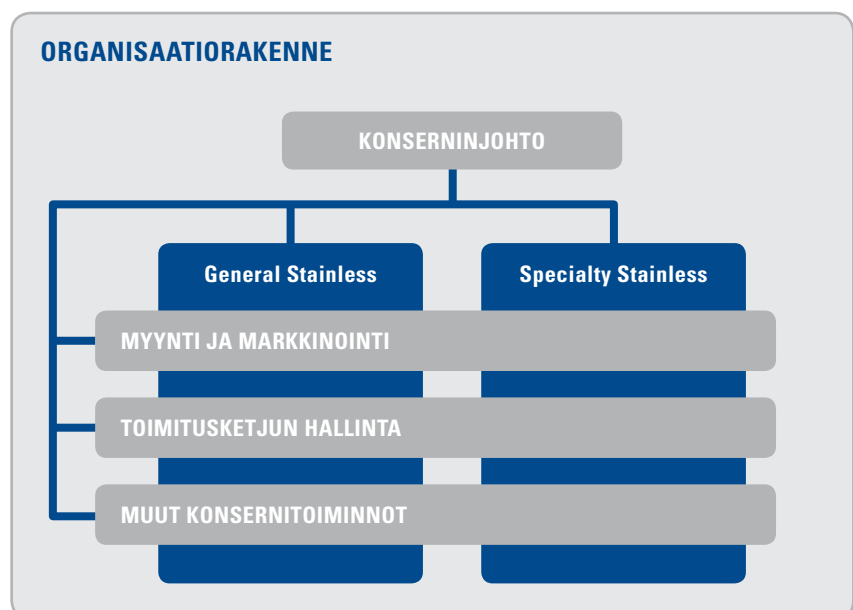 ORGANISAATIORAKENNE
KONSERNINJOHTO
General Stainless
Specialty Stainless
MYYNTI JA MARKKINOINTI
TOIMITUSKETJUN HALLINTA
MUUT KONSERNITOIMINNOT